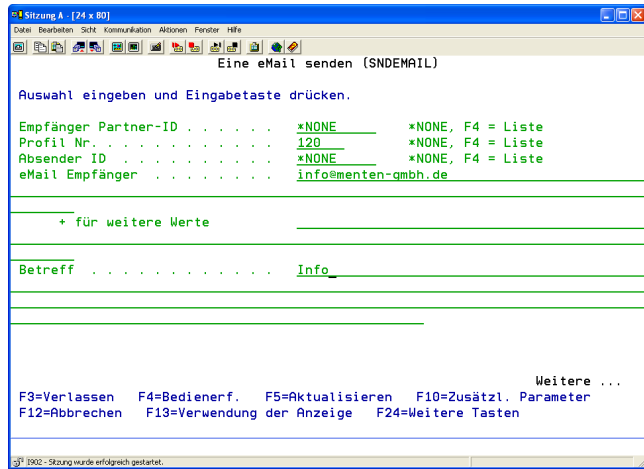 Sitzung A - [24 x 80]
Datei Bearbeiten Sicht Kommunikation Aktionen Fenster Hilfe
Eine eMail senden (SNDEMAIL)
Auswahl eingeben und Eingabetaste drücken.
Empfänger Partner-ID . . . . . . *NONE *NONE, F4 = Liste
Profil Nr. . . . . . . . . . . . 120 *NONE, F4 = Liste
Absender ID . . . . . . . . . . *NONE *NONE, F4 = Liste
eMail Empfänger . . . . . . . . info@menten-gmbh.de
+ für weitere Werte
Betreff . . . . . . . . . . . . Info_
Weitere ...
F3=Verlassen F4=Bedienerf. F5=Aktualisieren F10=Zusätzl. Parameter
F12=Abbrechen F13=Verwendung der Anzeige F24=Weitere Tasten
I902 - Sitzung wurde erfolgreich gestartet.